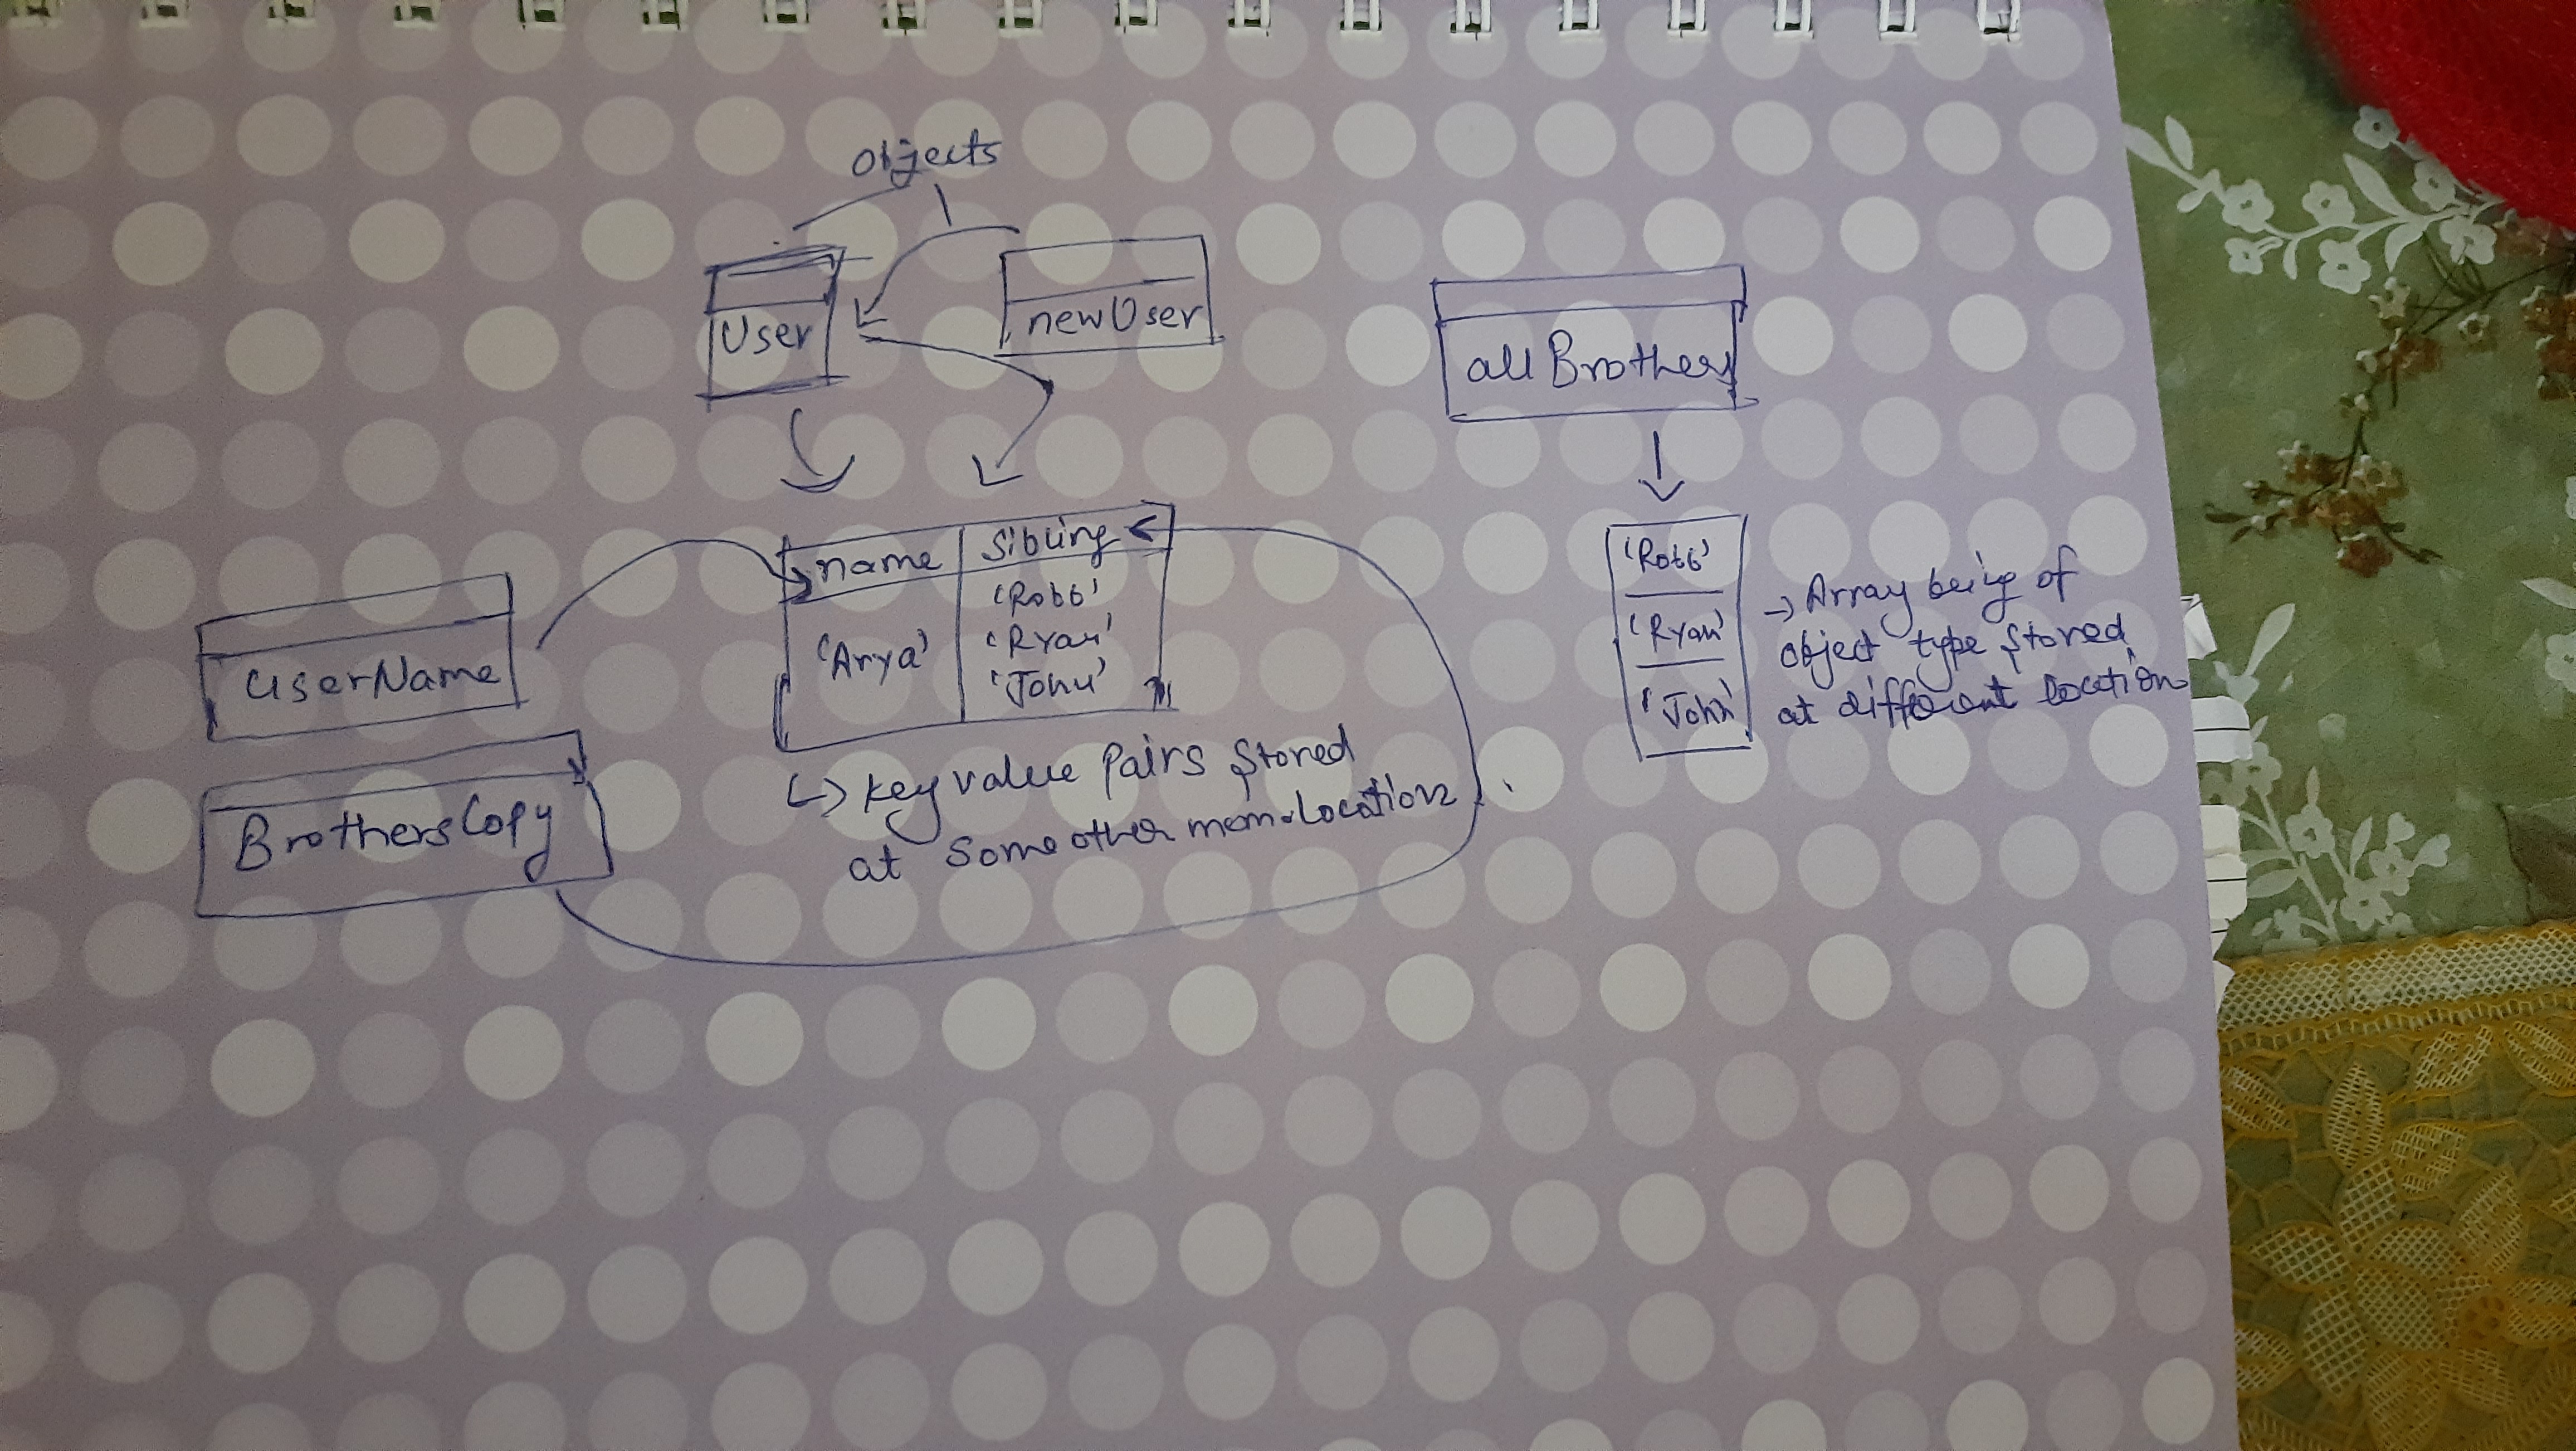 objects
User
newUser
allBrothers
name
Sibling
'Arya'
'Robb'
'Ryan'
'John'
'Robb'
'Ryan'
'John'
→ Array being of
object type stored
at different location
userName
BrothersCopy
↳ key value pairs stored
at some other mem.location